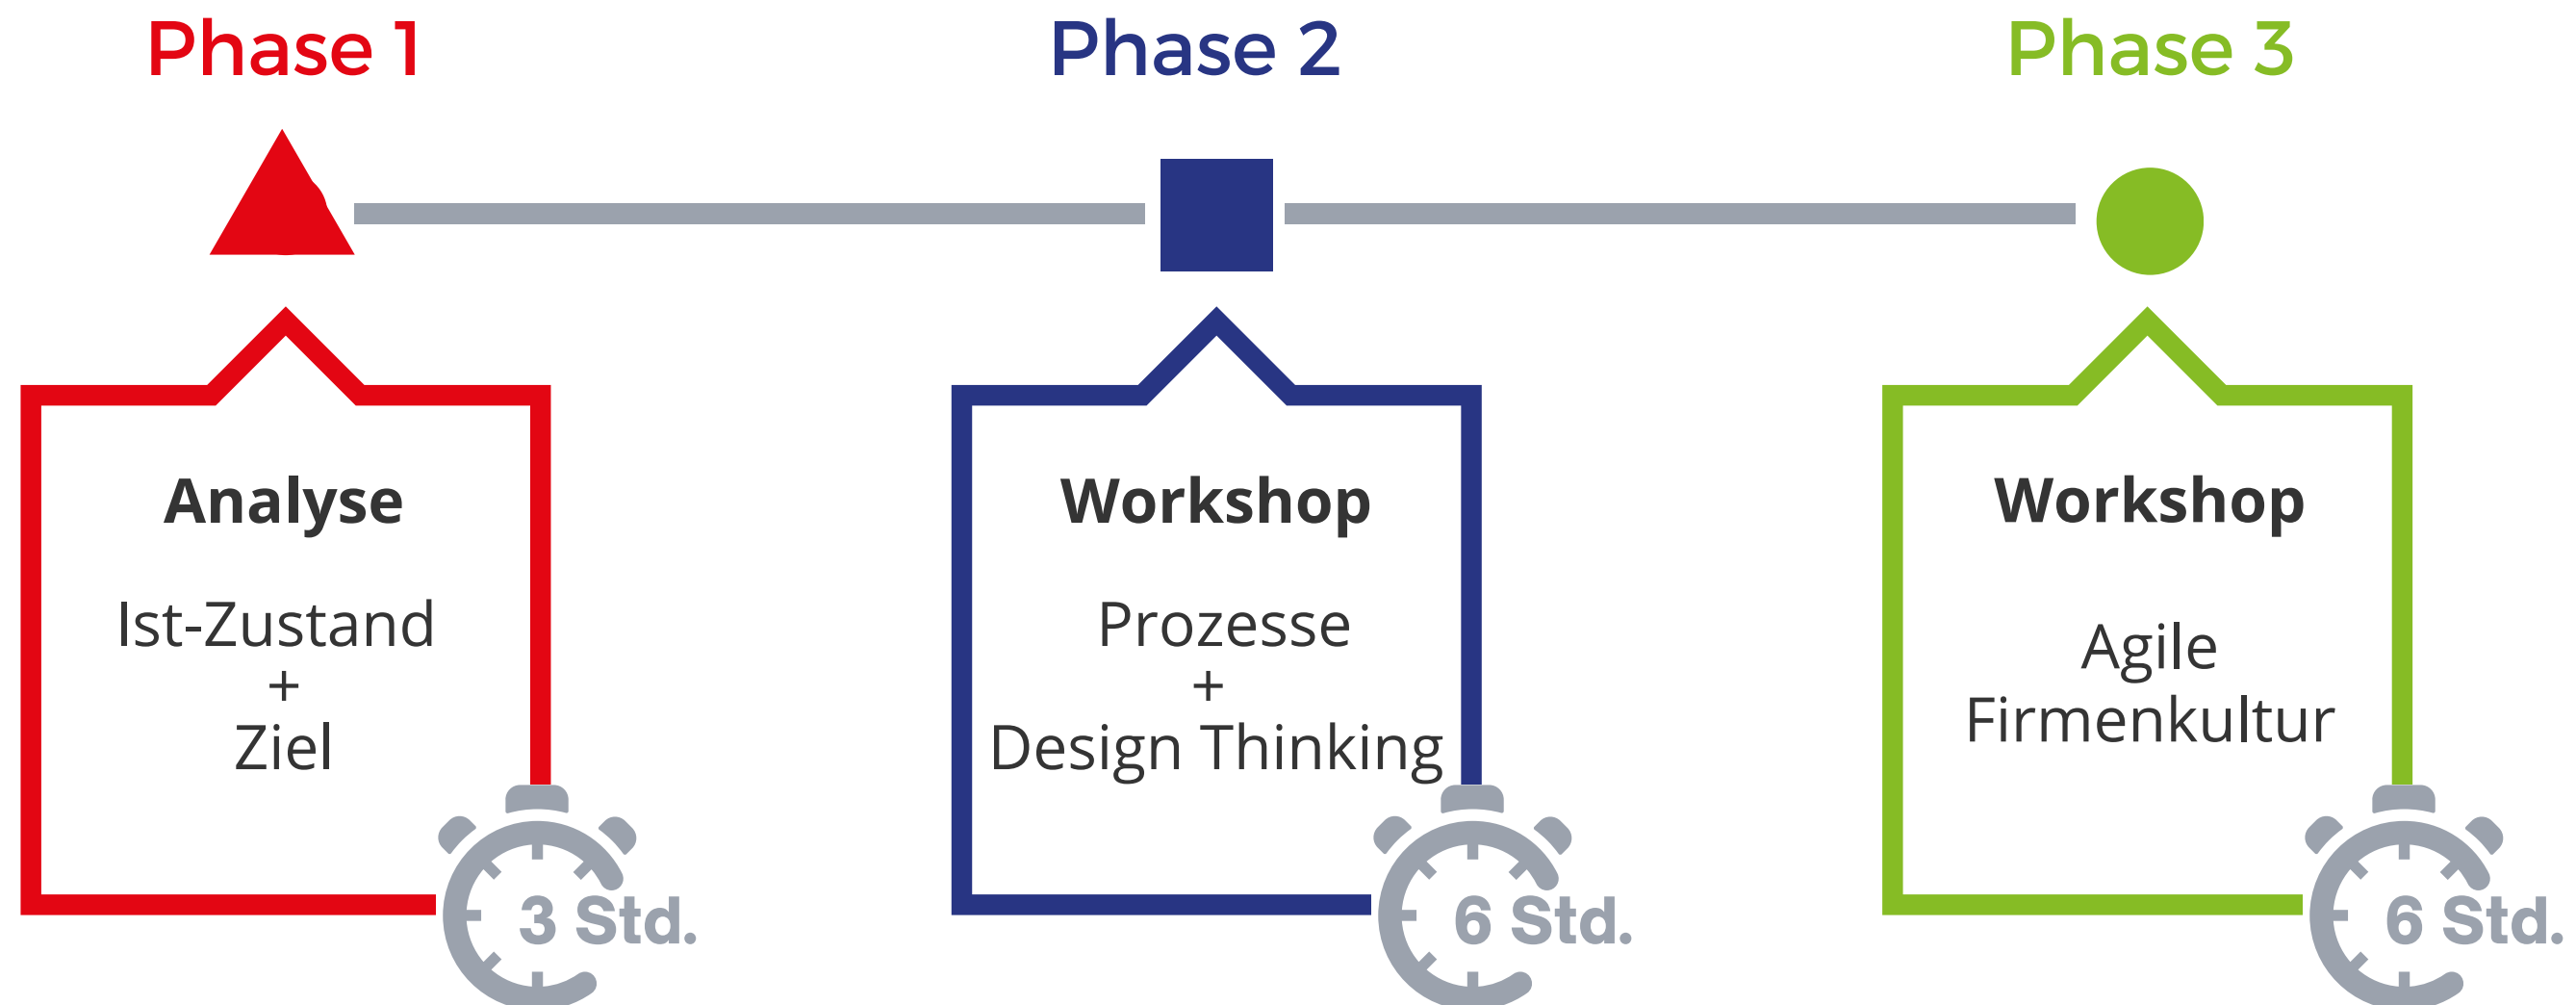 Phase 1
Phase 2
Phase 3
Analyse
Ist-Zustand
+
Ziel
3 Std.
Workshop
Prozesse
+
Design Thinking
6 Std.
Workshop
Agile
Firmenkultur
6 Std.